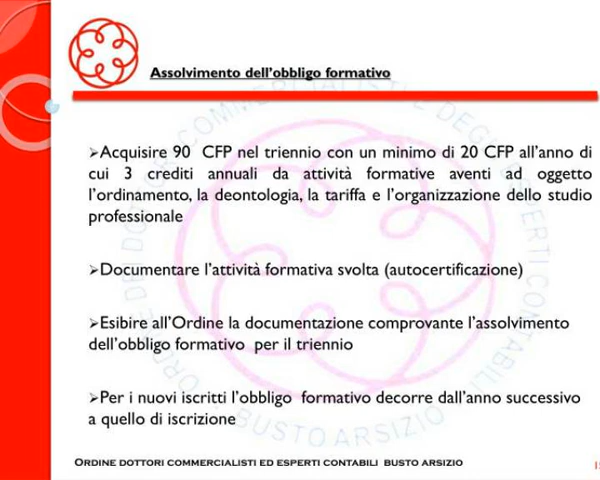 Assolvimento dell'obbligo formativo
➢Acquisire 90 CFP nel triennio con un minimo di 20 CFP all'anno di
cui 3 crediti annuali da attività formative aventi ad oggetto
l'ordinamento, la deontologia, la tariffa e l'organizzazione dello studio
professionale
➢Documentare l'attività formativa svolta (autocertificazione)
➢Esibire all'Ordine la documentazione comprovante l'assolvimento
dell'obbligo formativo per il triennio
➢Per i nuovi iscritti l'obbligo formativo decorre dall'anno successivo
a quello di iscrizione
ORDINE DOTTORI COMMERCIALISTI ED ESPERTI CONTABILI BUSTO ARSIZIO